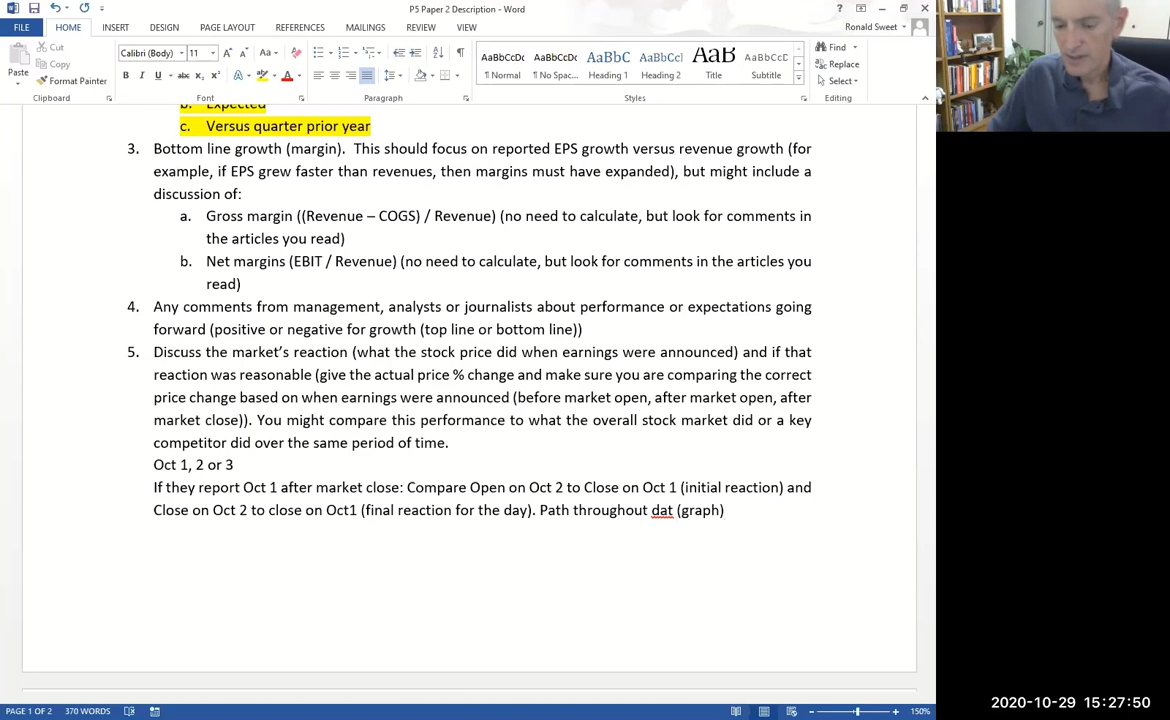 P5 Paper 2 Description - Word
FILE HOME INSERT DESIGN PAGE LAYOUT REFERENCES MAILINGS REVIEW VIEW
Ronald Sweet
Paste
Cut
Copy
Format Painter
Clipboard
Calibri (Body) 11
Font
Paragraph
AaBbCcDc AaBbCcDc AaBbC AaBbCcl AaB AaBbCcD
¶ Normal ¶ No Spac... Heading 1 Heading 2 Title Subtitle
Styles
Find
Replace
Select
Editing
b. Expected
c. Versus quarter prior year
3. Bottom line growth (margin). This should focus on reported EPS growth versus revenue growth (for
example, if EPS grew faster than revenues, then margins must have expanded), but might include a
discussion of:
a. Gross margin ((Revenue – COGS) / Revenue) (no need to calculate, but look for comments in
the articles you read)
b. Net margins (EBIT / Revenue) (no need to calculate, but look for comments in the articles you
read)
4. Any comments from management, analysts or journalists about performance or expectations going
forward (positive or negative for growth (top line or bottom line))
5. Discuss the market's reaction (what the stock price did when earnings were announced) and if that
reaction was reasonable (give the actual price % change and make sure you are comparing the correct
price change based on when earnings were announced (before market open, after market open, after
market close)). You might compare this performance to what the overall stock market did or a key
competitor did over the same period of time.
Oct 1, 2 or 3
If they report Oct 1 after market close: Compare Open on Oct 2 to Close on Oct 1 (initial reaction) and
Close on Oct 2 to close on Oct1 (final reaction for the day). Path throughout dat (graph)
PAGE 1 OF 2 370 WORDS
150%
2020-10-29 15:27:50